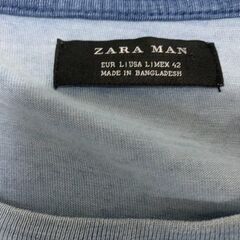 ZARA MAN
EUR L | USA L | MEX 42
MADE IN BANGLADESH